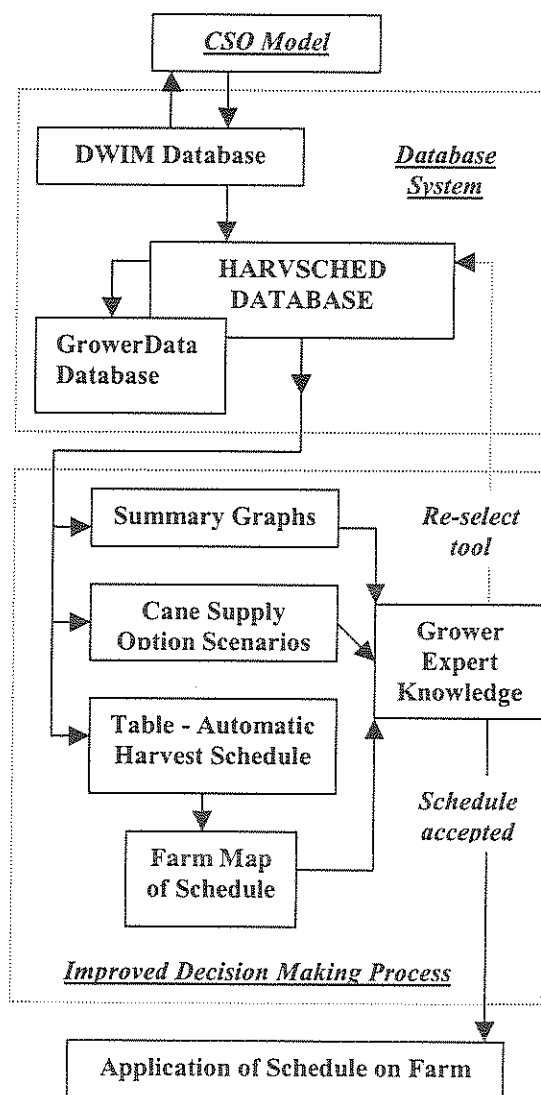 CSO Model
DWIM Database
Database
System
HARVSCHED
DATABASE
GrowerData
Database
Summary Graphs
Re-select
tool
Cane Supply
Option Scenarios
Grower
Expert
Knowledge
Table - Automatic
Harvest Schedule
Schedule
accepted
Farm Map
of Schedule
Improved Decision Making Process
Application of Schedule on Farm